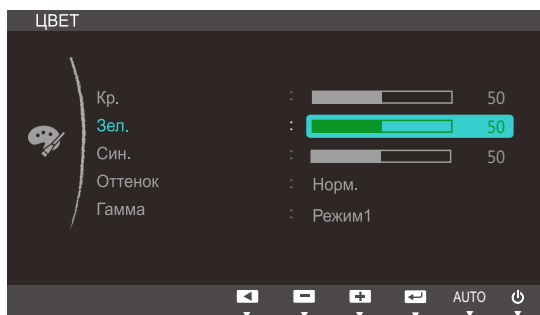 ЦВЕТ
Кр. : 50
Зел. : 50
Син. : 50
Оттенок : Норм.
Гамма : Режим1
AUTO